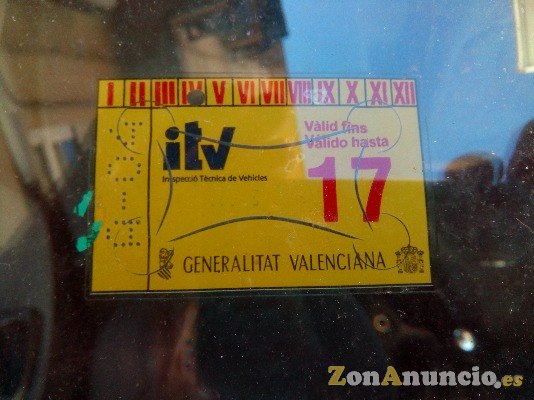 I II III IV V VI VII VIII IX X XI XII
itv
Inspecció Tècnica de Vehicles
Vàlid fins
Válido hasta
17
GENERALITAT VALENCIANA
ZonAnuncio.es